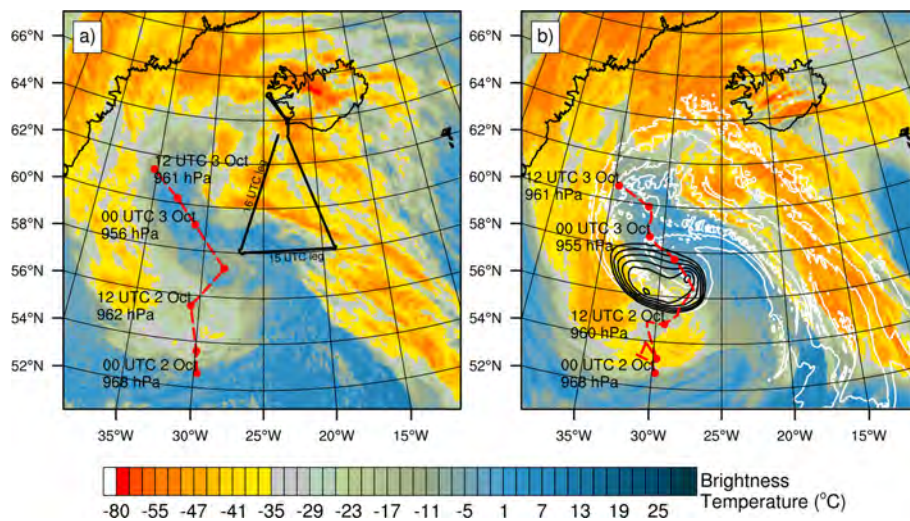 a)
66°N
64°N
62°N
60°N
58°N
56°N
54°N
52°N
12 UTC 3 Oct
961 hPa
00 UTC 3 Oct
956 hPa
12 UTC 2 Oct
962 hPa
00 UTC 2 Oct
968 hPa
16 UTC leg
15 UTC leg
35°W
30°W
25°W
20°W
15°W
b)
66°N
64°N
62°N
60°N
58°N
56°N
54°N
52°N
12 UTC 3 Oct
961 hPa
00 UTC 3 Oct
955 hPa
12 UTC 2 Oct
960 hPa
00 UTC 2 Oct
968 hPa
35°W
30°W
25°W
20°W
15°W
-80 -55 -47 -41 -35 -29 -23 -17 -11 -5 1 7 13 19 25
Brightness
Temperature (°C)